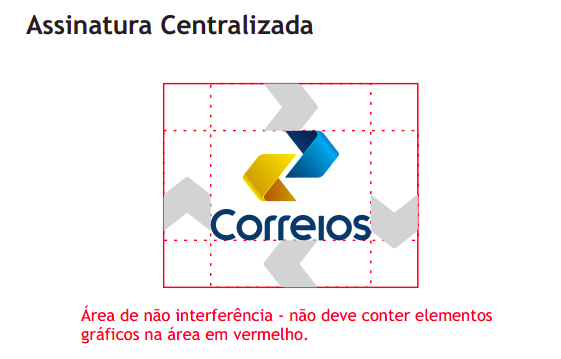 Assinatura Centralizada
Correios
Área de não interferência - não deve conter elementos
gráficos na área em vermelho.